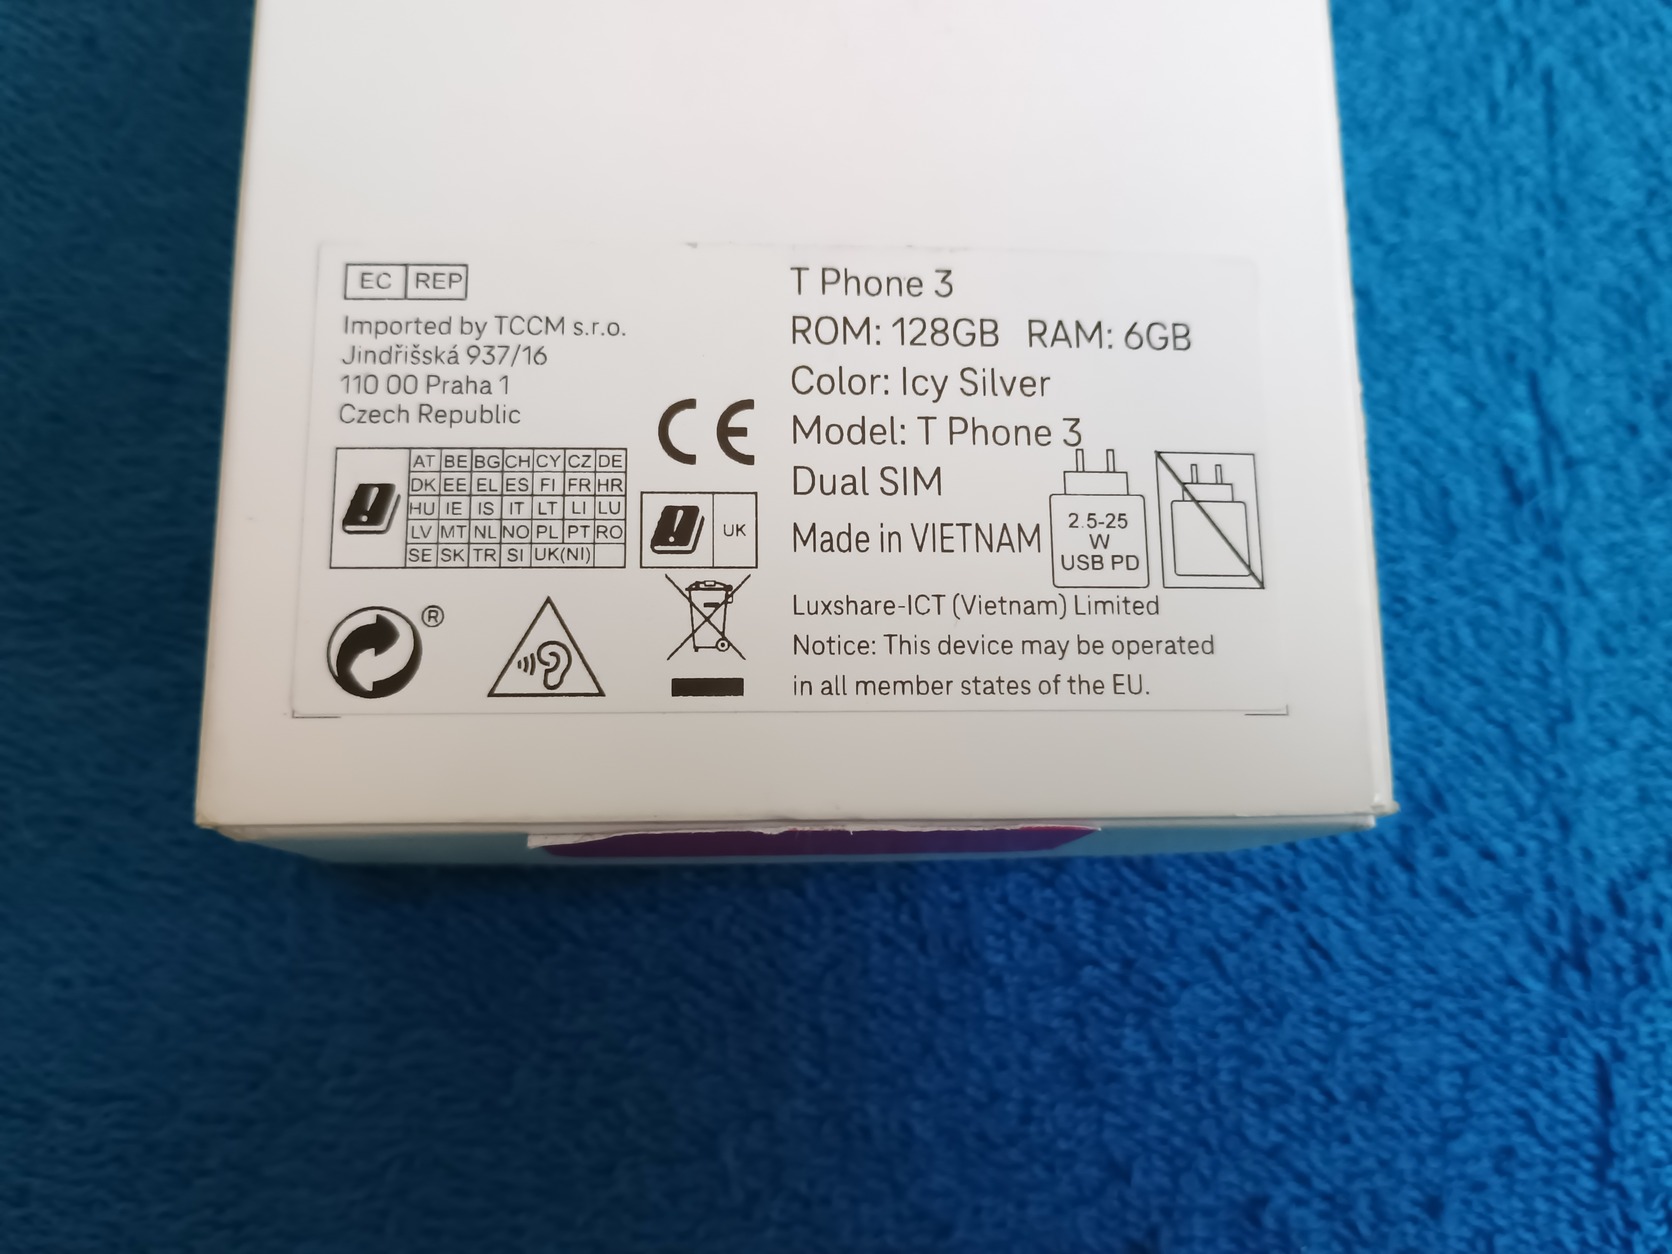 EC REP
Imported by TCCM s.r.o.
Jindřišská 937/16
110 00 Praha 1
Czech Republic
CE
AT BE BG CH CY CZ DE
DK EE EL ES FI FR HR
HU IE IS IT LT LI LU
LV MT NL NO PL PT RO
SE SK TR SI UK(NI)
UK
®
T Phone 3
ROM: 128GB RAM: 6GB
Color: Icy Silver
Model: T Phone 3
Dual SIM
Made in VIETNAM
2.5-25
W
USB PD
Luxshare-ICT (Vietnam) Limited
Notice: This device may be operated
in all member states of the EU.